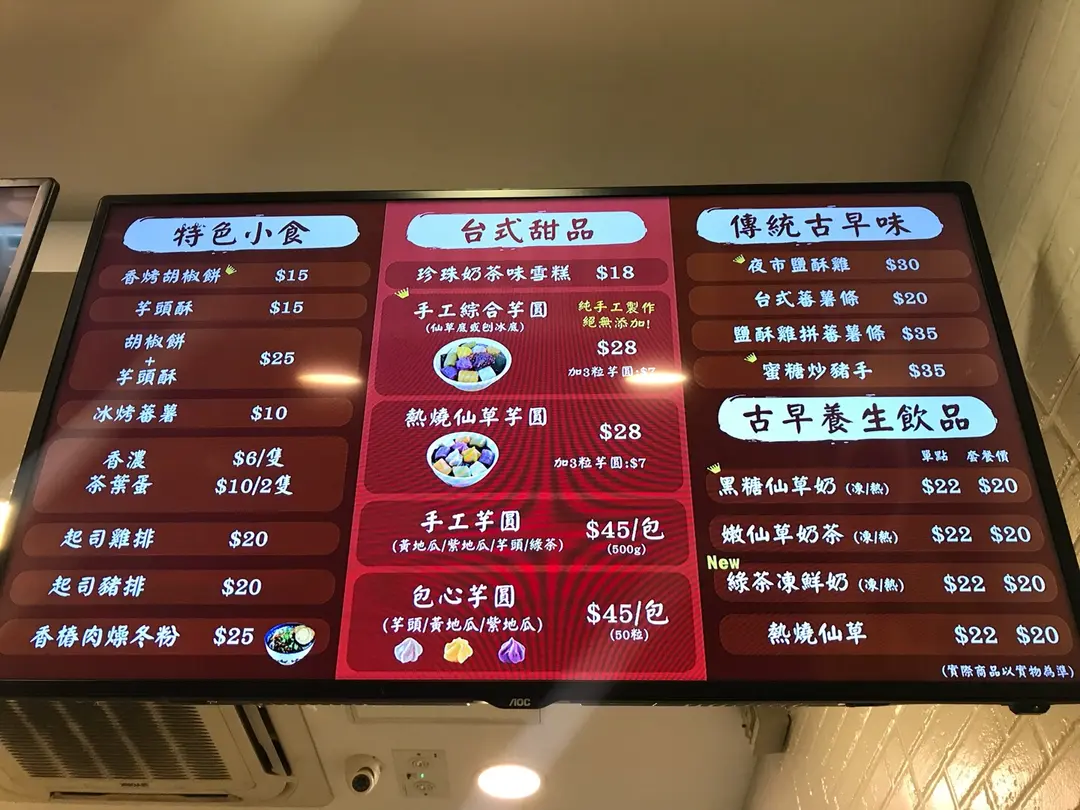 特色小食
香烤胡椒餅 $15
芋頭酥 $15
胡椒餅
+
芋頭酥
$25
冰烤蕃薯 $10
香濃 $6/隻
茶葉蛋 $10/2隻
起司雞排 $20
起司豬排 $20
香樁肉燥冬粉 $25
台式甜品
珍珠奶茶味雪糕 $18
手工綜合芋圓 純手工製作
(仙草底或刨冰底) 絕無添加!
$28
加3粒芋圓:$7
熱燒仙草芋圓
$28
加3粒芋圓:$7
手工芋圓 $45/包
(黃地瓜/紫地瓜/芋頭/綠茶) (500g)
包心芋圓 $45/包
(芋頭/黃地瓜/紫地瓜) (50粒)
傳統古早味
夜市鹽酥雞 $30
台式蕃薯條 $20
鹽酥雞拼蕃薯條 $35
蜜糖炒豬手 $35
古早養生飲品
單點 套餐價
黑糖仙草奶 (凍/熱) $22 $20
嫩仙草奶茶 (凍/熱) $22 $20
New
綠茶凍鮮奶 (凍/熱) $22 $20
熱燒仙草 $22 $20
(實際商品以實物為準)
AOC